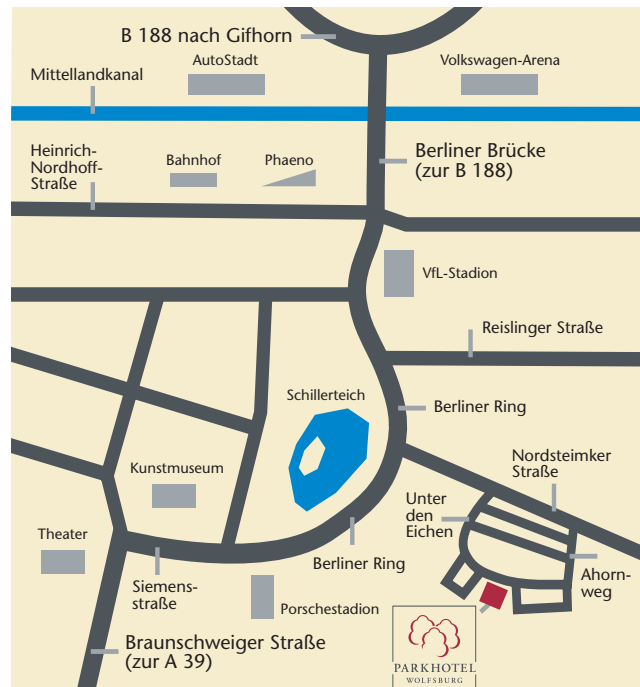 B 188 nach Gifhorn
AutoStadt
Volkswagen-Arena
Mittellandkanal
Heinrich-
Nordhoff-
Straße
Bahnhof
Phaeno
Berliner Brücke
(zur B 188)
VfL-Stadion
Reislinger Straße
Schillerteich
Berliner Ring
Nordsteimker
Straße
Kunstmuseum
Unter
den
Eichen
Theater
Siemens-
straße
Berliner Ring
Ahorn-
weg
Porschestadion
Braunschweiger Straße
(zur A 39)
PARKHOTEL
WOLFSBURG